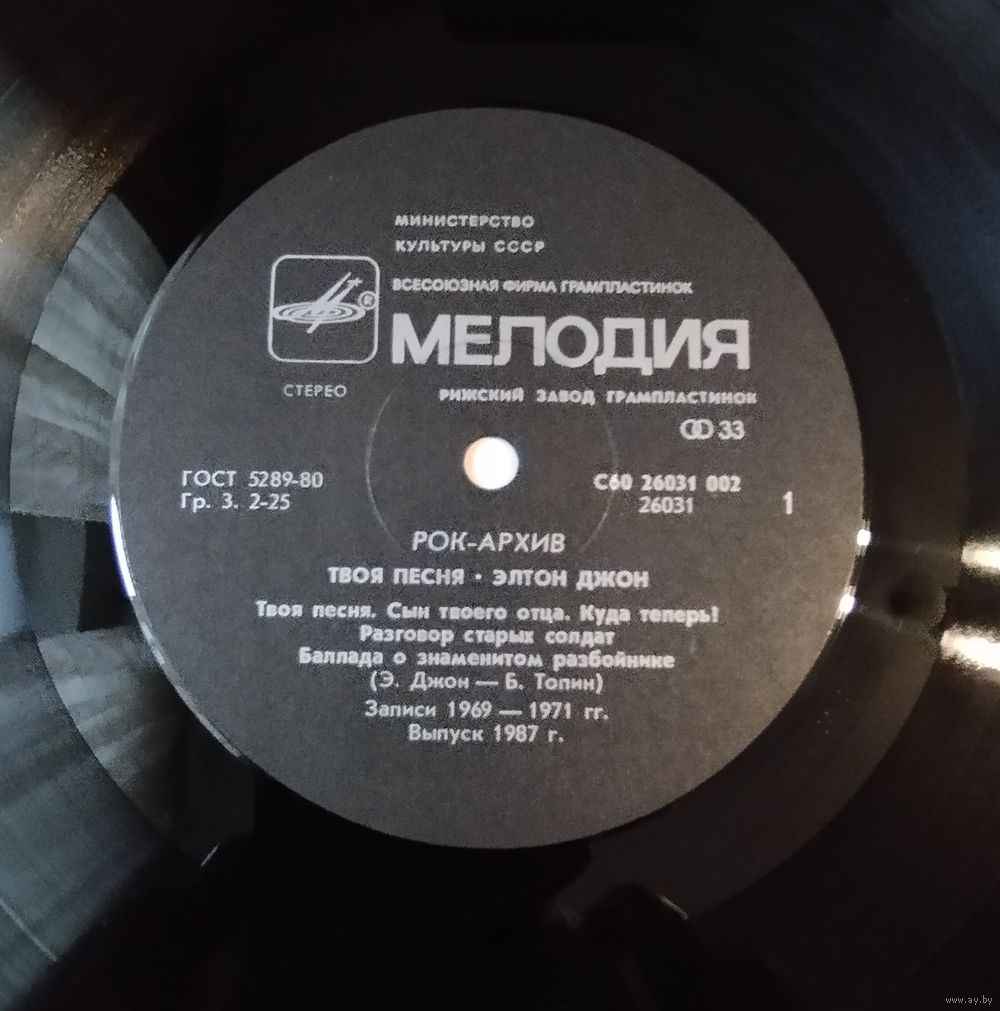 МИНИСТЕРСТВО
КУЛЬТУРЫ СССР
ВСЕСОЮЗНАЯ ФИРМА ГРАМПЛАСТИНОК
®
МЕЛОДИЯ
СТЕРЕО
РИЖСКИЙ ЗАВОД ГРАМПЛАСТИНОК
33
ГОСТ 5289-80
Гр. 3. 2-25
С60 26031 002
26031
1
РОК-АРХИВ
ТВОЯ ПЕСНЯ · ЭЛТОН ДЖОН
Твоя песня. Сын твоего отца. Куда теперь!
Разговор старых солдат
Баллада о знаменитом разбойнике
(Э. Джон — Б. Топин)
Записи 1969 — 1971 гг.
Выпуск 1987 г.
www.ay.by